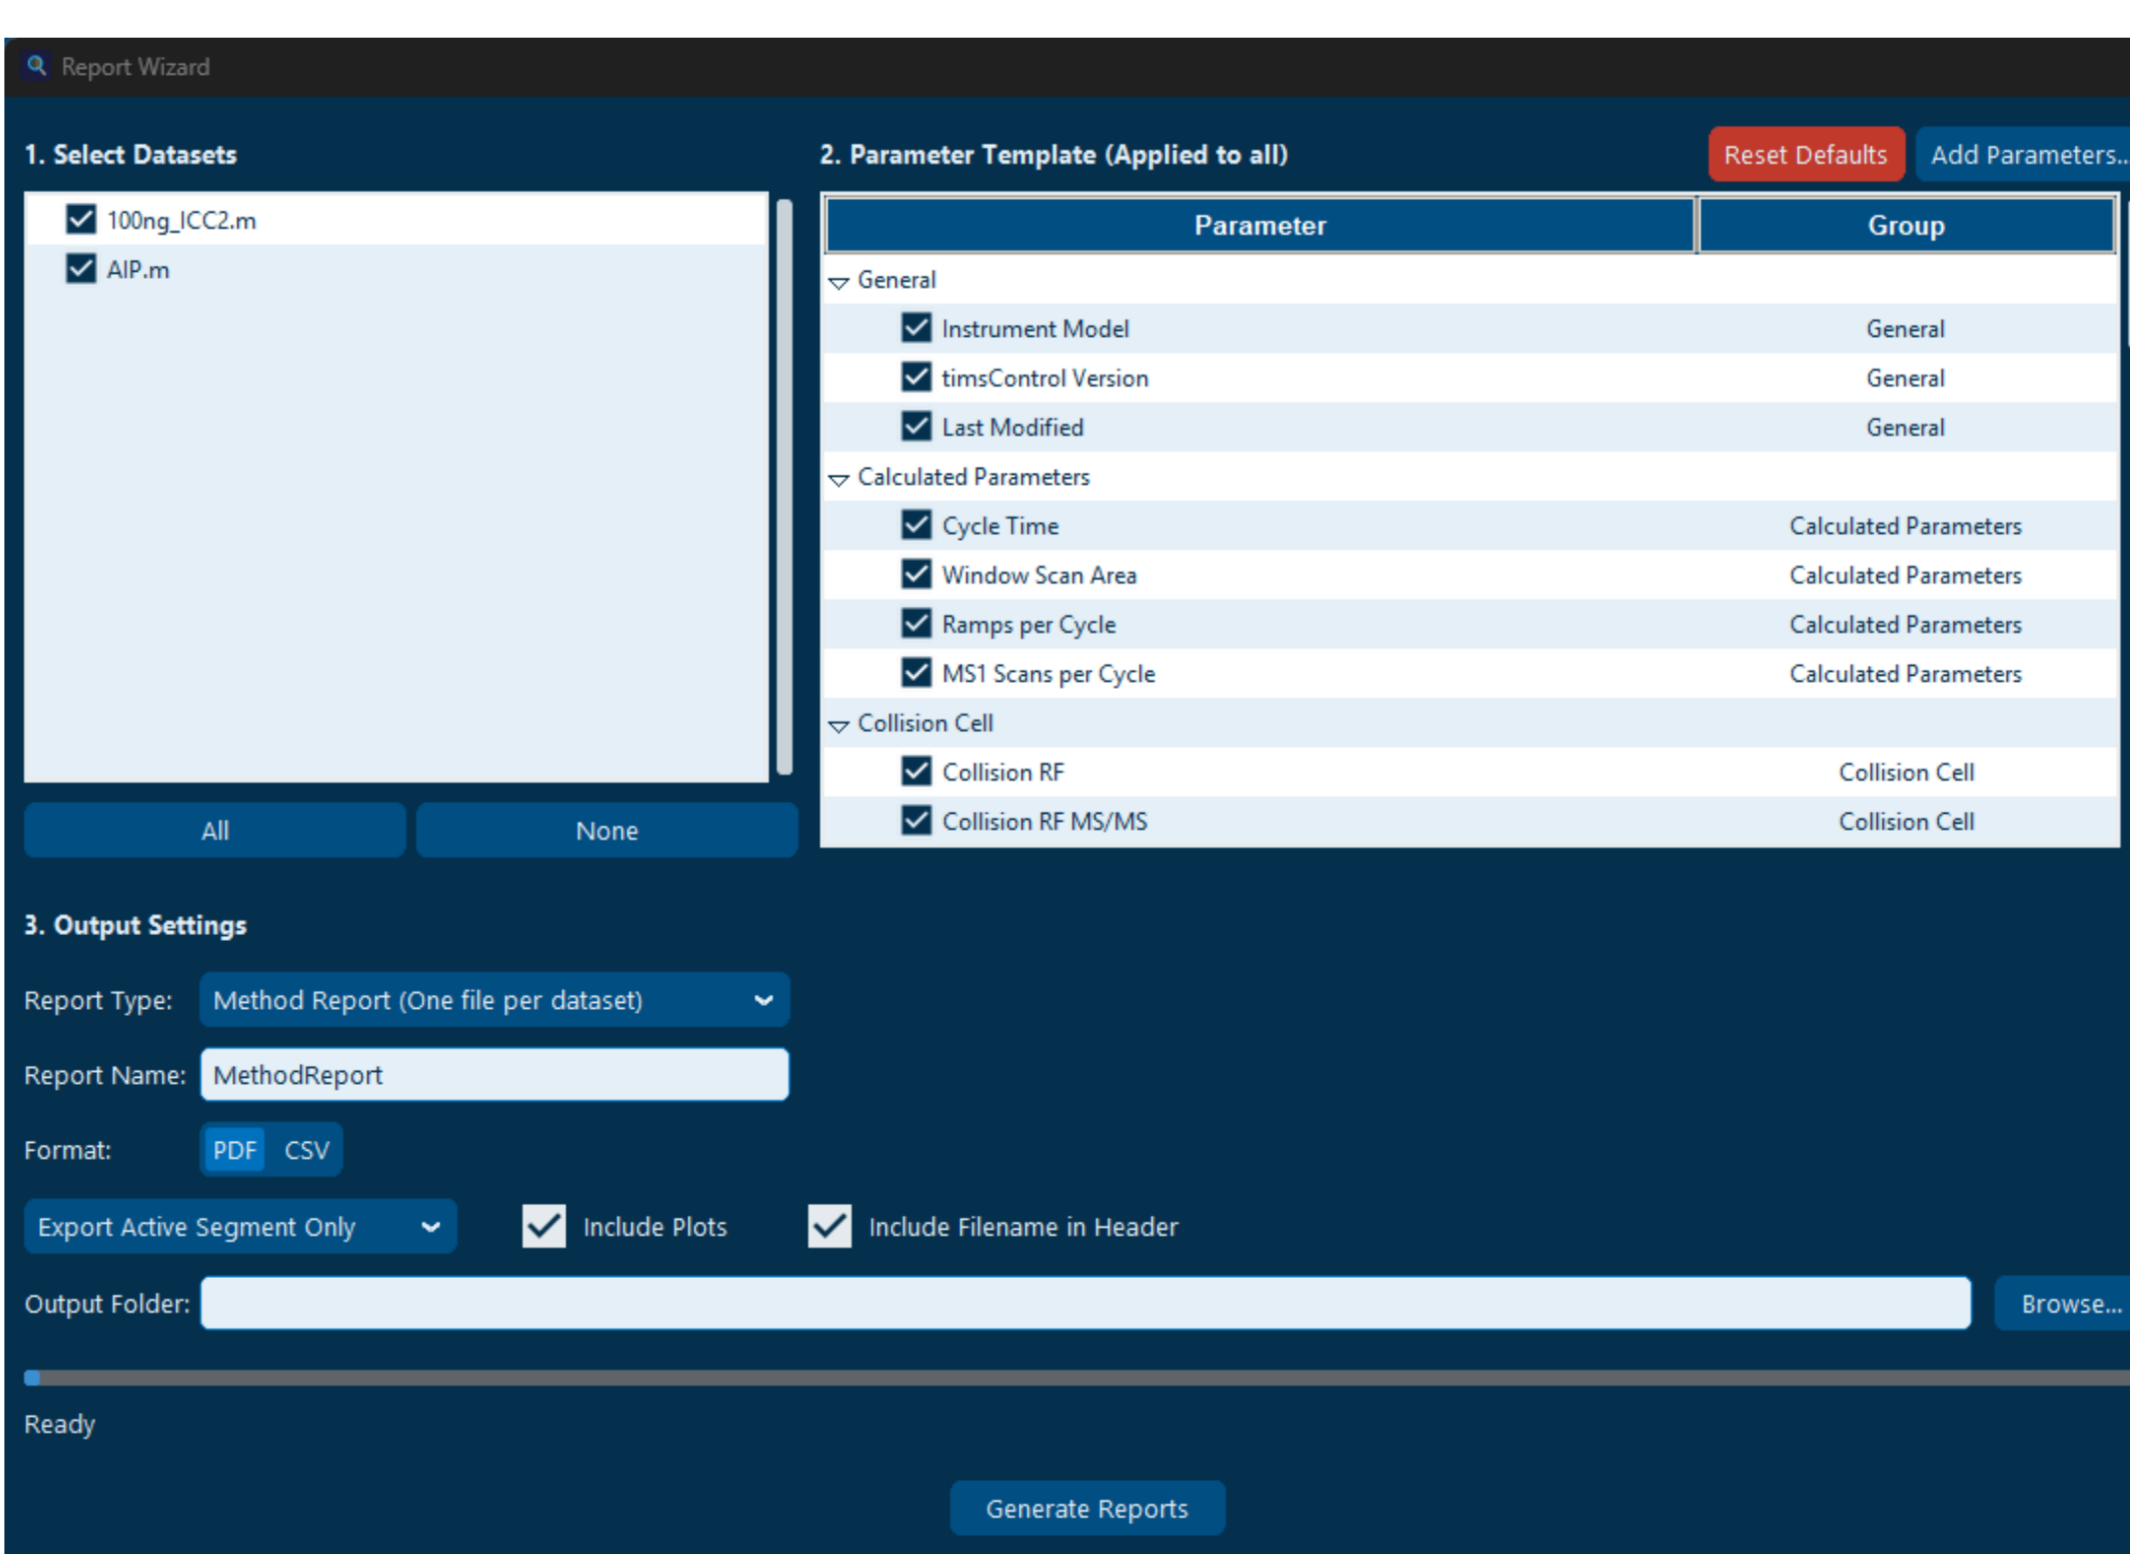 Report Wizard
1. Select Datasets
100ng_ICC2.m
AIP.m
All
None
2. Parameter Template (Applied to all)
Reset Defaults
Add Parameters...
Parameter
Group
General
Instrument Model
General
timsControl Version
General
Last Modified
General
Calculated Parameters
Cycle Time
Calculated Parameters
Window Scan Area
Calculated Parameters
Ramps per Cycle
Calculated Parameters
MS1 Scans per Cycle
Calculated Parameters
Collision Cell
Collision RF
Collision Cell
Collision RF MS/MS
Collision Cell
3. Output Settings
Report Type:
Method Report (One file per dataset)
Report Name:
MethodReport
Format:
PDF
CSV
Export Active Segment Only
Include Plots
Include Filename in Header
Output Folder:
Browse...
Ready
Generate Reports